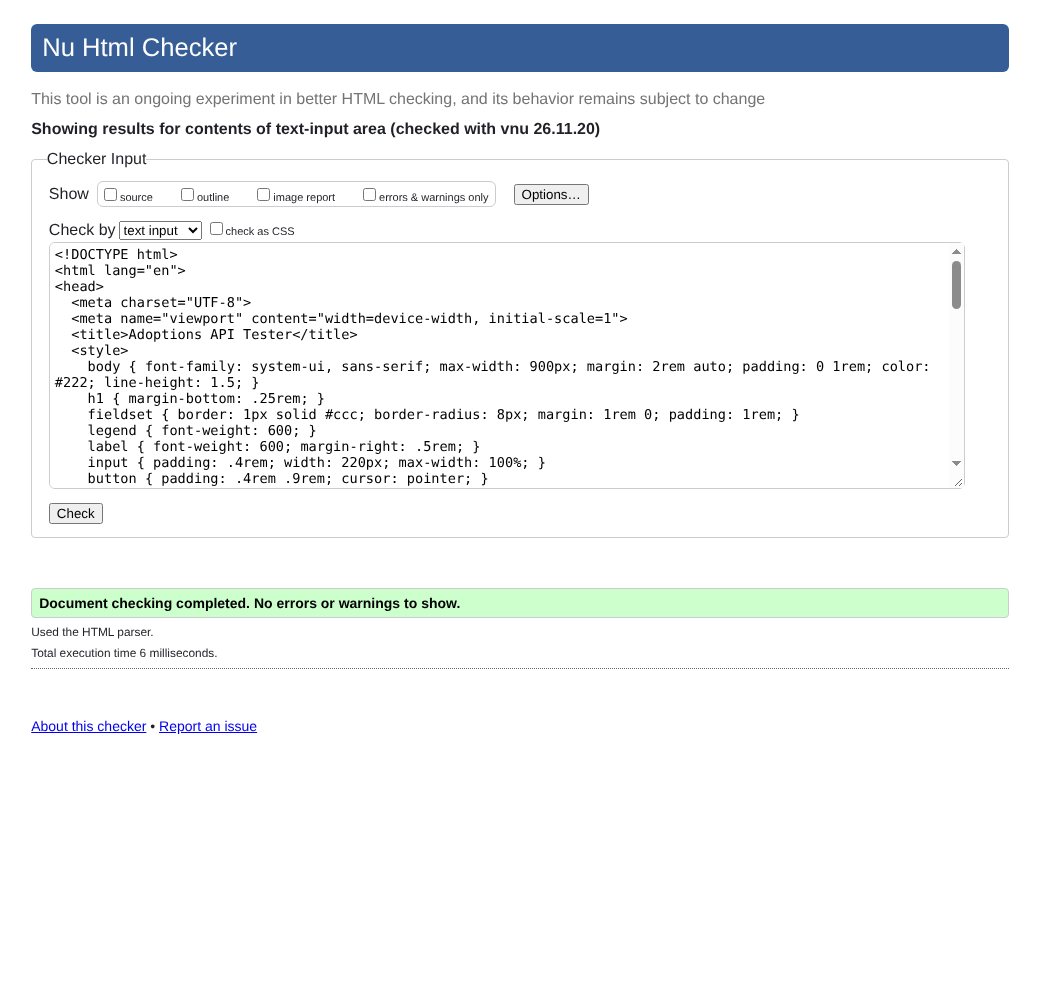 Nu Html Checker
This tool is an ongoing experiment in better HTML checking, and its behavior remains subject to change
Showing results for contents of text-input area (checked with vnu 26.11.20)
Checker Input
Show source outline image report errors & warnings only Options…
Check by text input check as CSS
<!DOCTYPE html>
<html lang="en">
<head>
  <meta charset="UTF-8">
  <meta name="viewport" content="width=device-width, initial-scale=1">
  <title>Adoptions API Tester</title>
  <style>
    body { font-family: system-ui, sans-serif; max-width: 900px; margin: 2rem auto; padding: 0 1rem; color:
#222; line-height: 1.5; }
    h1 { margin-bottom: .25rem; }
    fieldset { border: 1px solid #ccc; border-radius: 8px; margin: 1rem 0; padding: 1rem; }
    legend { font-weight: 600; }
    label { font-weight: 600; margin-right: .5rem; }
    input { padding: .4rem; width: 220px; max-width: 100%; }
    button { padding: .4rem .9rem; cursor: pointer; }
Check
Document checking completed. No errors or warnings to show.
Used the HTML parser.
Total execution time 6 milliseconds.
About this checker • Report an issue